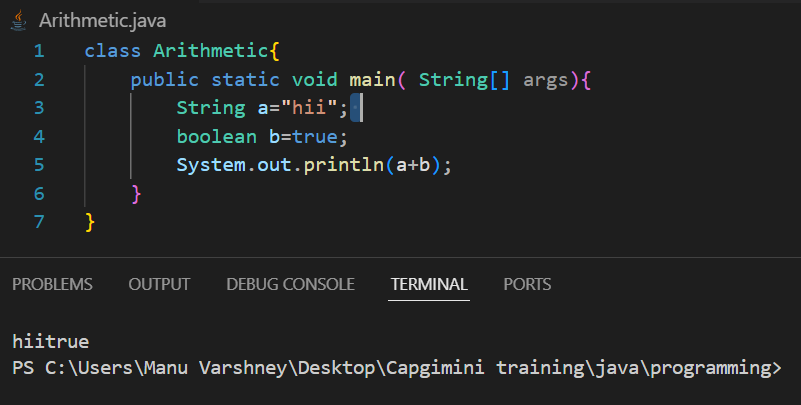 Arithmetic.java
1 class Arithmetic{
2 public static void main( String[] args){
3 String a="hii";
4 boolean b=true;
5 System.out.println(a+b);
6 }
7 }
PROBLEMS OUTPUT DEBUG CONSOLE TERMINAL PORTS
hiitrue
PS C:\Users\Manu Varshney\Desktop\Capgimini training\java\programming>